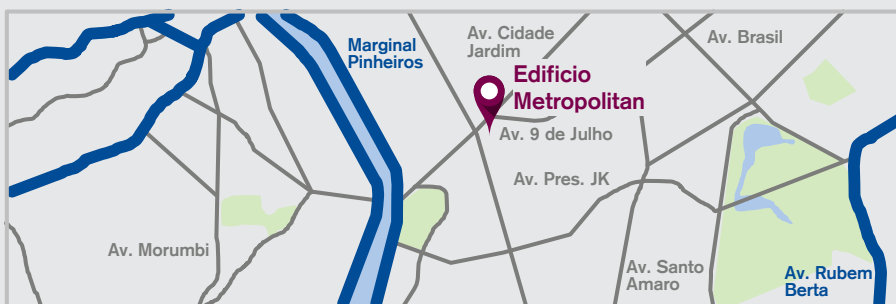 Av. Cidade
Jardim
Av. Brasil
Marginal
Pinheiros
Edificio
Metropolitan
Av. 9 de Julho
Av. Pres. JK
Av. Morumbi
Av. Santo
Amaro
Av. Rubem
Berta